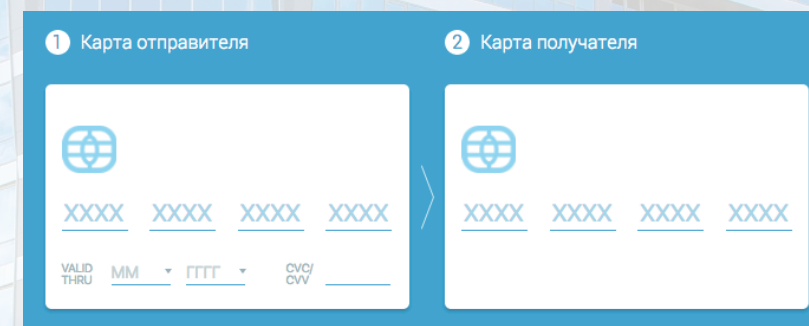 1 Карта отправителя
2 Карта получателя
XXXX XXXX XXXX XXXX
VALID THRU ММ ГГГГ CVC/CVV
XXXX XXXX XXXX XXXX